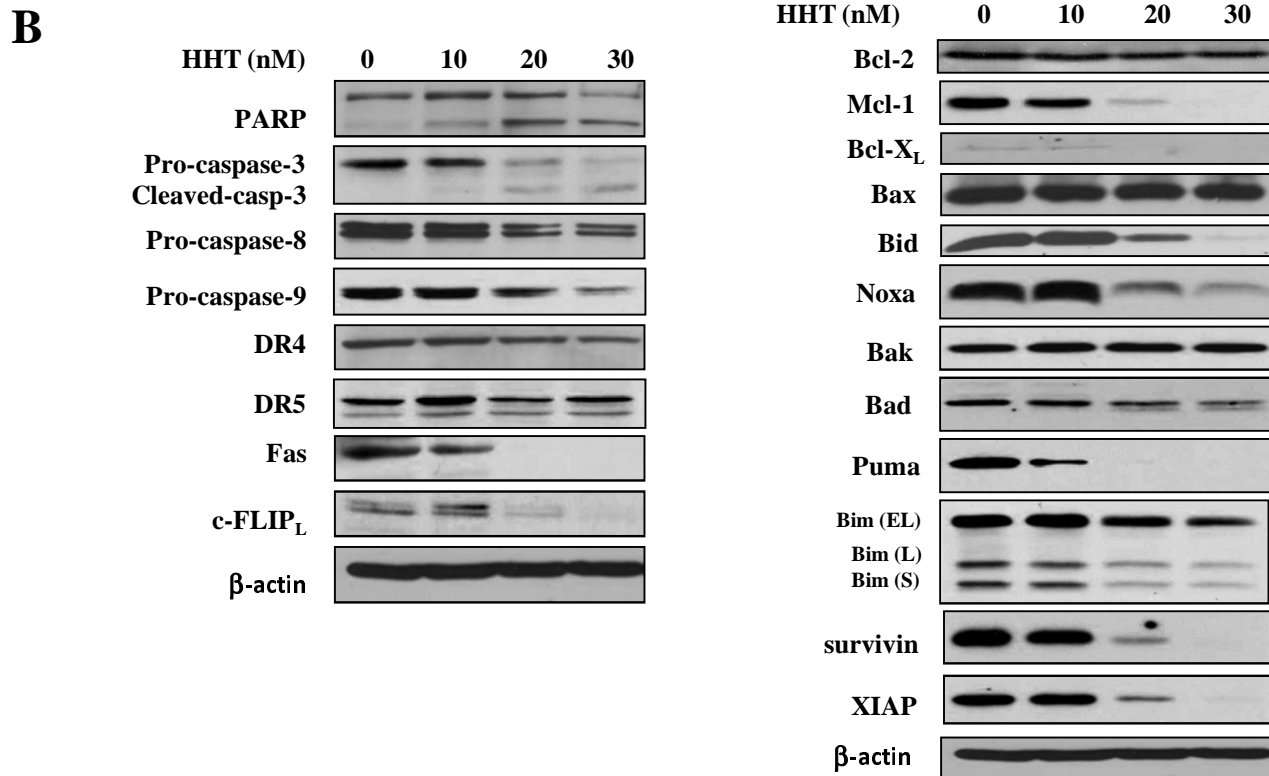 B
HHT (nM) 0 10 20 30
PARP
Pro-caspase-3
Cleaved-casp-3
Pro-caspase-8
Pro-caspase-9
DR4
DR5
Fas
c-FLIPL
β-actin
HHT (nM) 0 10 20 30
Bcl-2
Mcl-1
Bcl-XL
Bax
Bid
Noxa
Bak
Bad
Puma
Bim (EL)
Bim (L)
Bim (S)
survivin
XIAP
β-actin